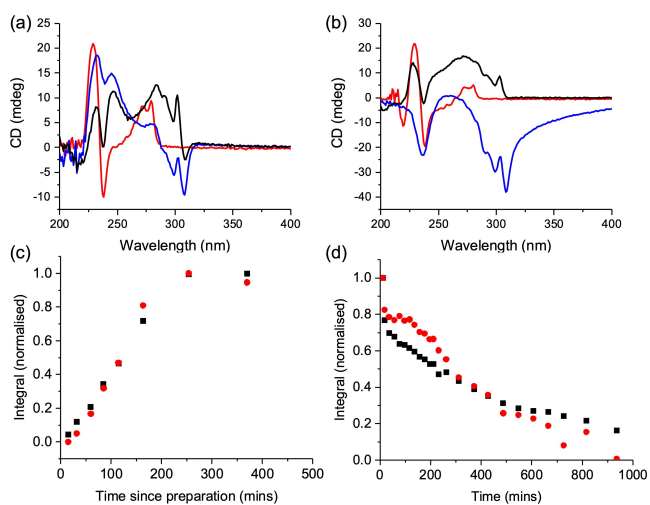 (a)
25
20
15
10
5
0
-5
-10
CD (mdeg)
200 250 300 350 400
Wavelength (nm)
(b)
30
20
10
0
-10
-20
-30
-40
CD (mdeg)
200 250 300 350 400
Wavelength (nm)
(c)
1.0
0.8
0.6
0.4
0.2
0.0
Integral (normalised)
0 100 200 300 400 500
Time since preparation (mins)
(d)
1.0
0.8
0.6
0.4
0.2
0.0
Integral (normalised)
0 200 400 600 800 1000
Time (mins)